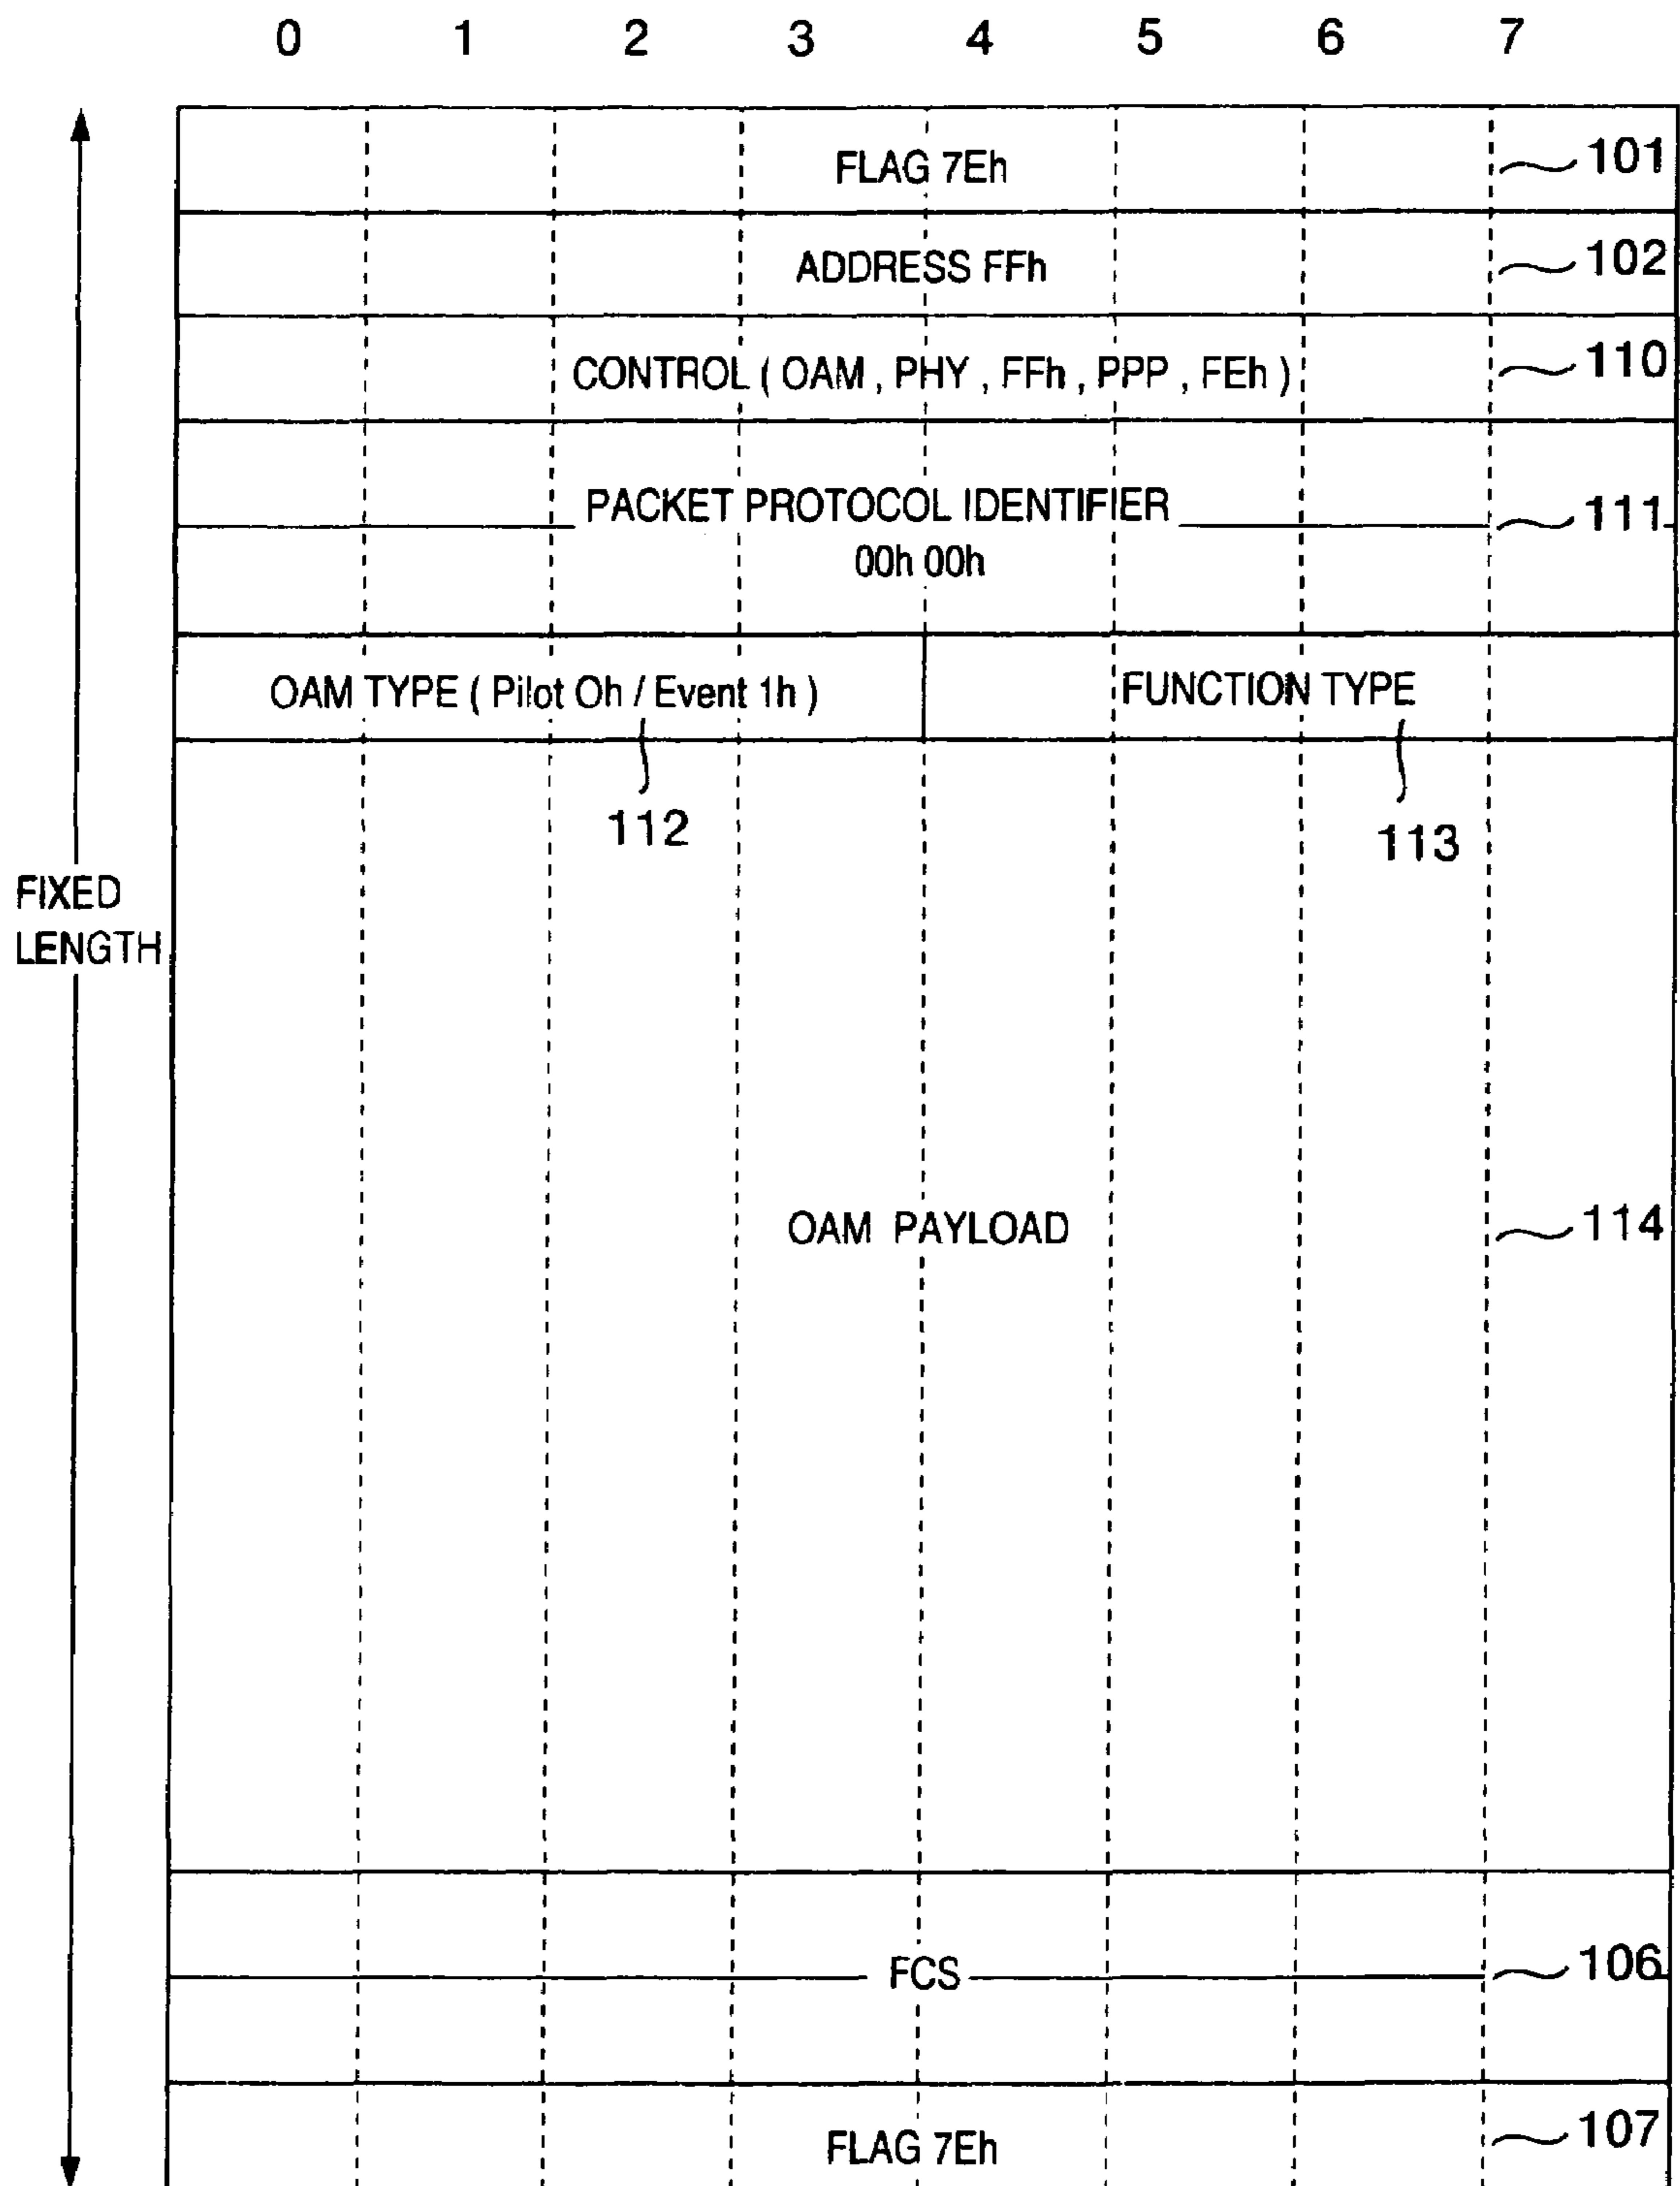 0 1 2 3 4 5 6 7
FLAG 7Eh 101
ADDRESS FFh 102
CONTROL ( OAM , PHY , FFh , PPP , FEh ) 110
PACKET PROTOCOL IDENTIFIER 111
00h 00h
OAM TYPE ( Pilot 0h / Event 1h ) FUNCTION TYPE
112 113
FIXED
LENGTH
OAM PAYLOAD 114
FCS 106
FLAG 7Eh 107